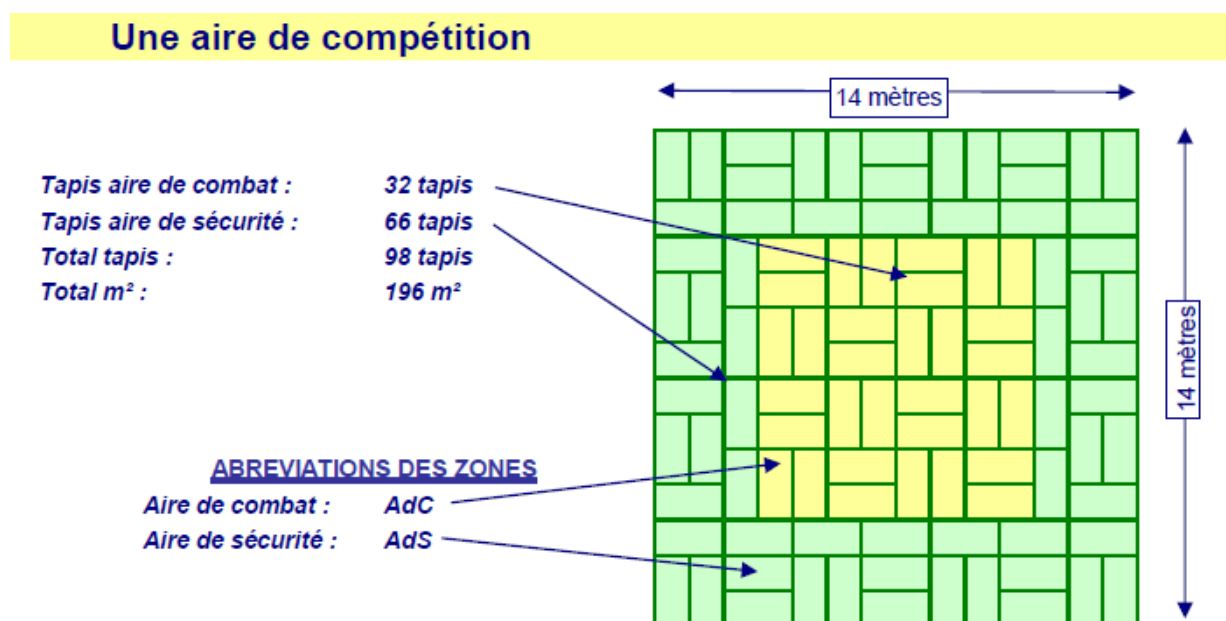 Une aire de compétition
14 mètres
Tapis aire de combat : 32 tapis
Tapis aire de sécurité : 66 tapis
Total tapis : 98 tapis
Total m² : 196 m²
14 mètres
ABREVIATIONS DES ZONES
Aire de combat : AdC
Aire de sécurité : AdS